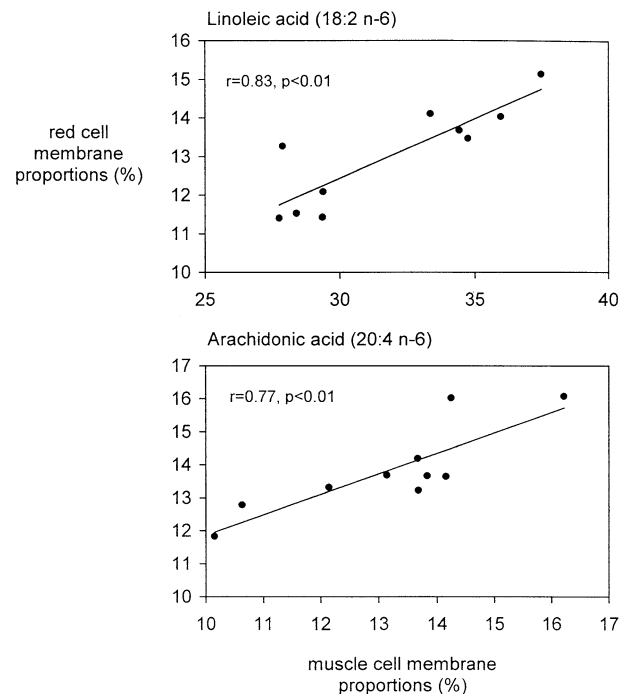 Linoleic acid (18:2 n-6)
16
15
14
13
12
11
10
r=0.83, p<0.01
red cell
membrane
proportions (%)
25 30 35 40
Arachidonic acid (20:4 n-6)
17
16
15
14
13
12
11
10
r=0.77, p<0.01
10 11 12 13 14 15 16 17
muscle cell membrane
proportions (%)